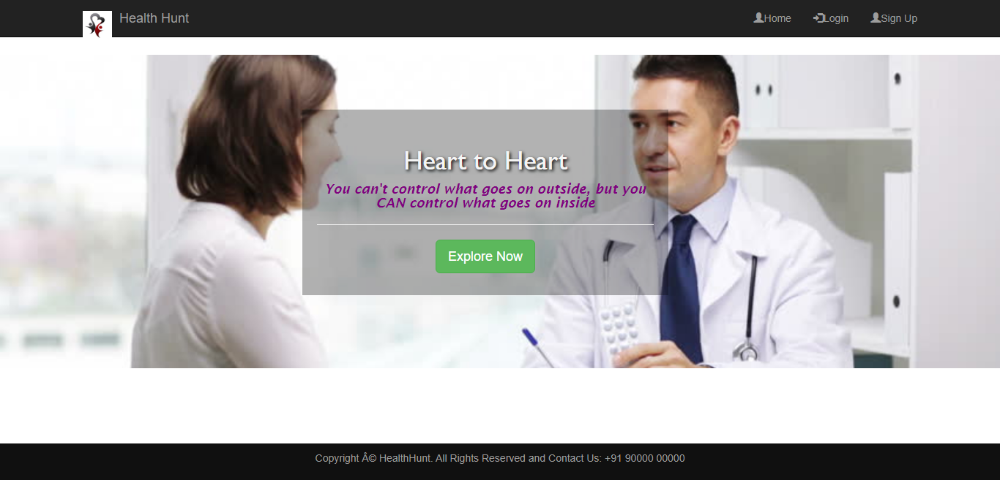 Health Hunt
Home
Login
Sign Up
Heart to Heart
You can't control what goes on outside, but you
CAN control what goes on inside
Explore Now
Copyright Â© HealthHunt. All Rights Reserved and Contact Us: +91 90000 00000